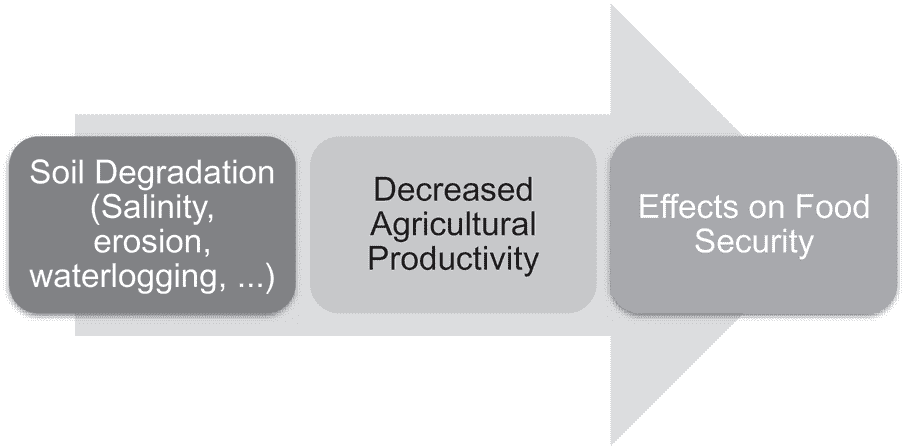 Soil Degradation
(Salinity,
erosion,
waterlogging, ...)
Decreased
Agricultural
Productivity
Effects on Food
Security